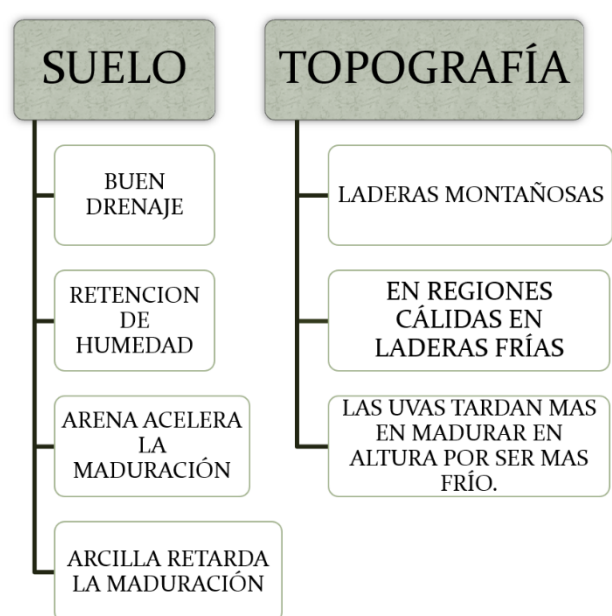 SUELO
BUEN
DRENAJE
RETENCION
DE
HUMEDAD
ARENA ACELERA
LA
MADURACIÓN
ARCILLA RETARDA
LA MADURACIÓN
TOPOGRAFÍA
LADERAS MONTAÑOSAS
EN REGIONES
CÁLIDAS EN
LADERAS FRÍAS
LAS UVAS TARDAN MAS
EN MADURAR EN
ALTURA POR SER MAS
FRÍO.